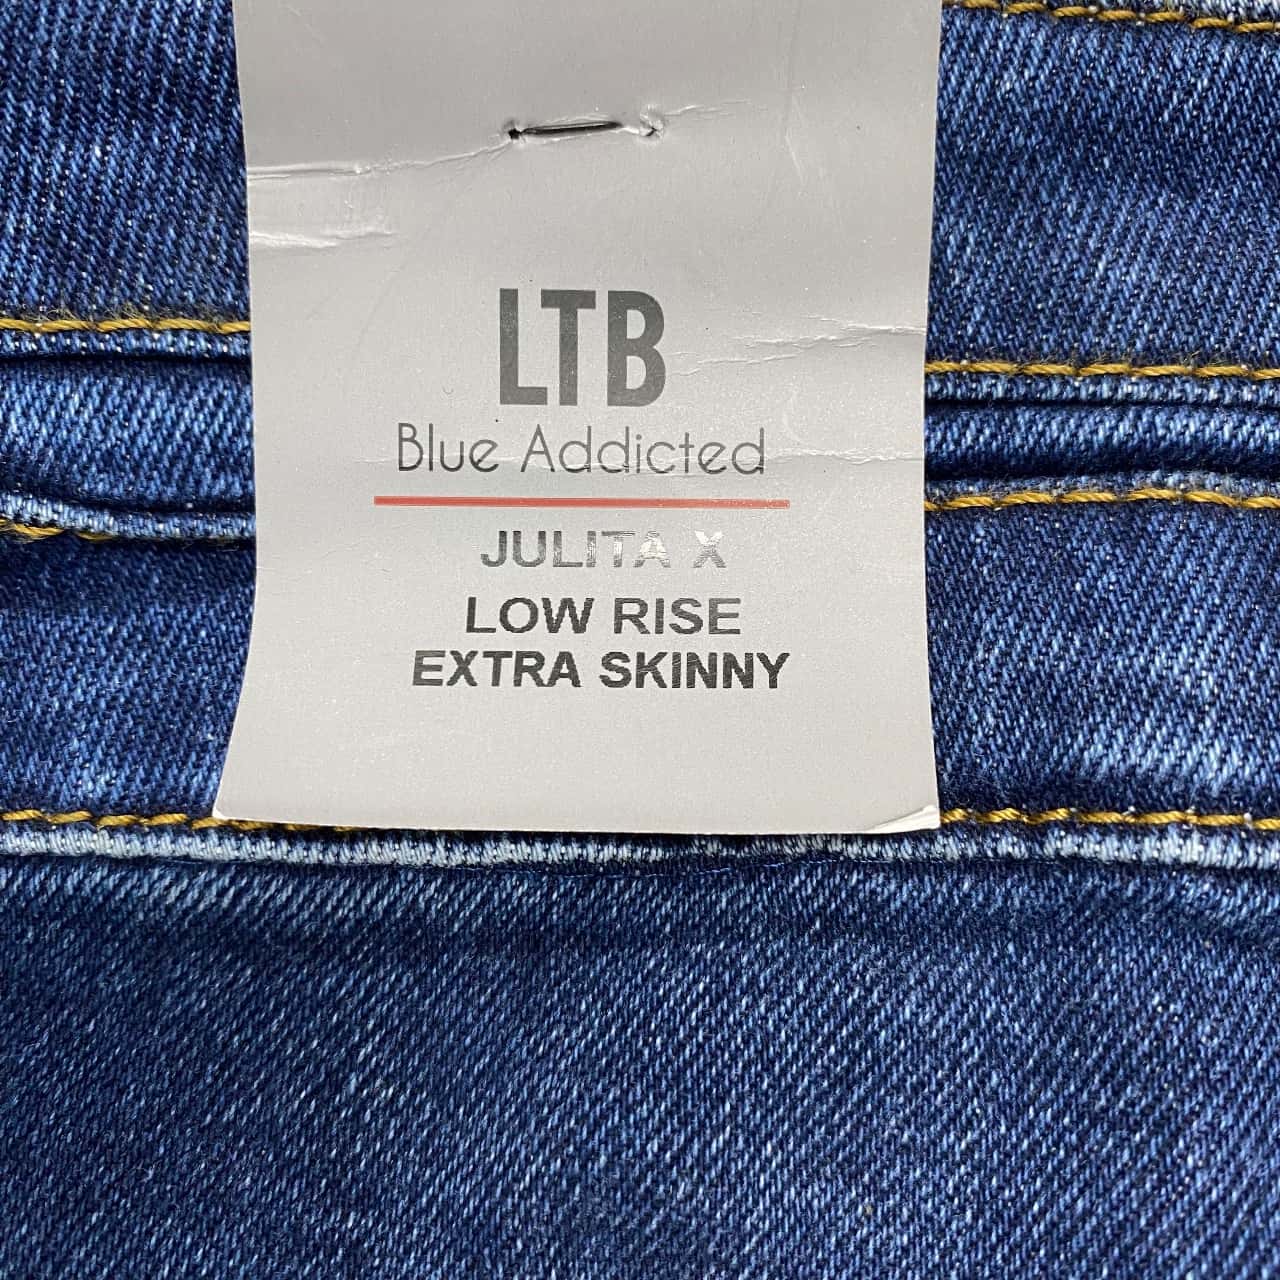 LTB
Blue Addicted
JULITA X
LOW RISE
EXTRA SKINNY